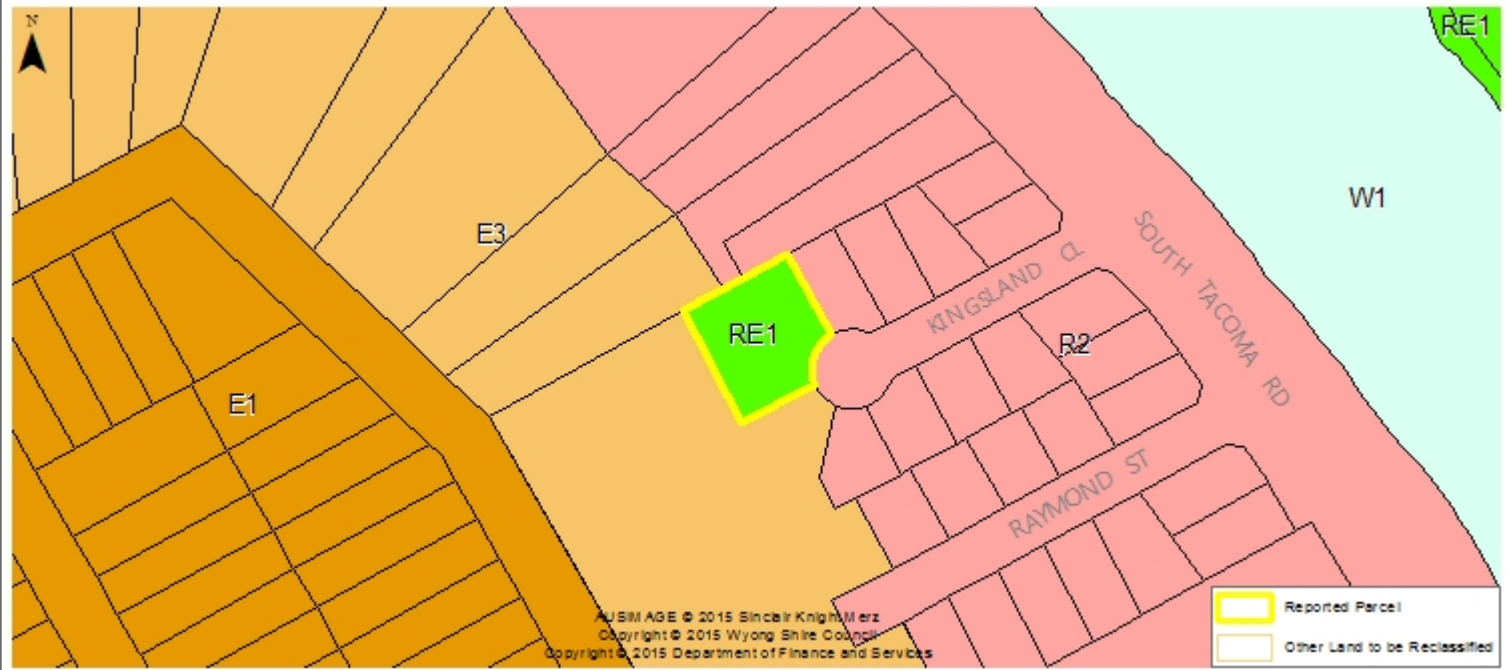 N
RE1
W1
E3
SOUTH TACOMA RD
KINGSLAND CL
RE1
R2
E1
RAYMOND ST
AUSIMAGE © 2015 Sinclair Knight Merz
Copyright © 2015 Wyong Shire Council
Copyright © 2015 Department of Finance and Services
Reported Parcel
Other Land to be Reclassified